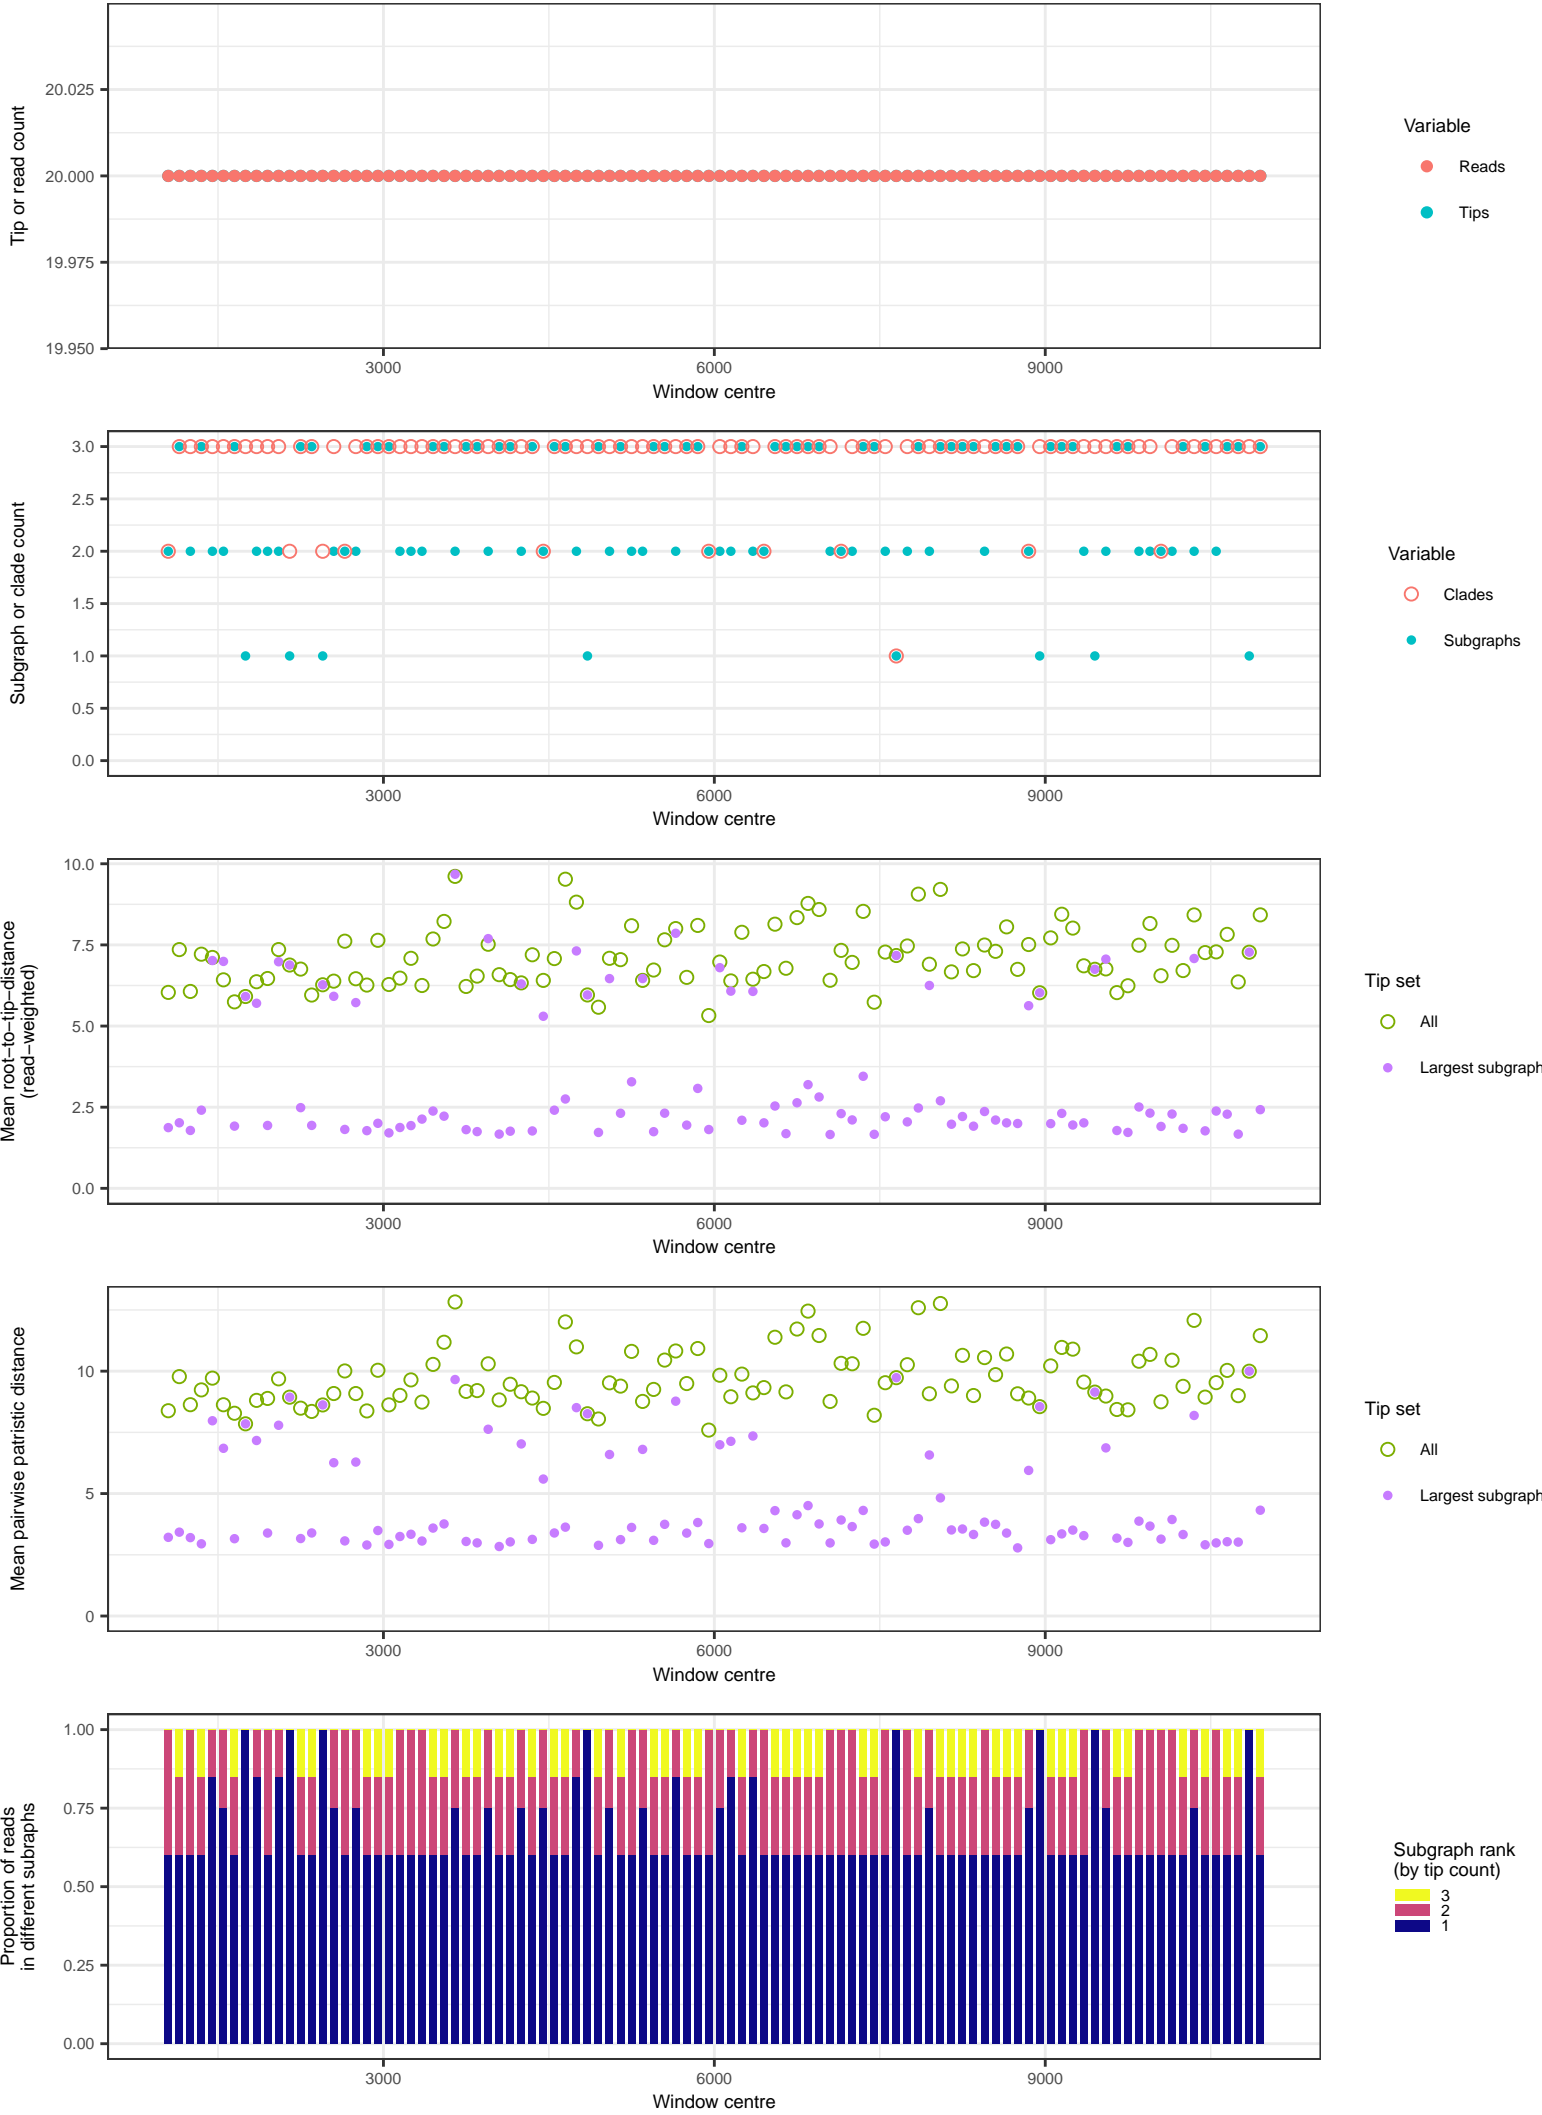 20.025
20.000
19.975
19.950
Tip or read count
3000 6000 9000
Window centre
Variable
Reads
Tips
3.0
2.5
2.0
1.5
1.0
0.5
0.0
Subgraph or clade count
3000 6000 9000
Window centre
Variable
Clades
Subgraphs
10.0
7.5
5.0
2.5
0.0
Mean root−to−tip−distance
(read−weighted)
3000 6000 9000
Window centre
Tip set
All
Largest subgraph
10
5
0
Mean pairwise patristic distance
3000 6000 9000
Window centre
Tip set
All
Largest subgraph
1.00
0.75
0.50
0.25
0.00
Proportion of reads
in different subraphs
3000 6000 9000
Window centre
Subgraph rank
(by tip count)
3
2
1